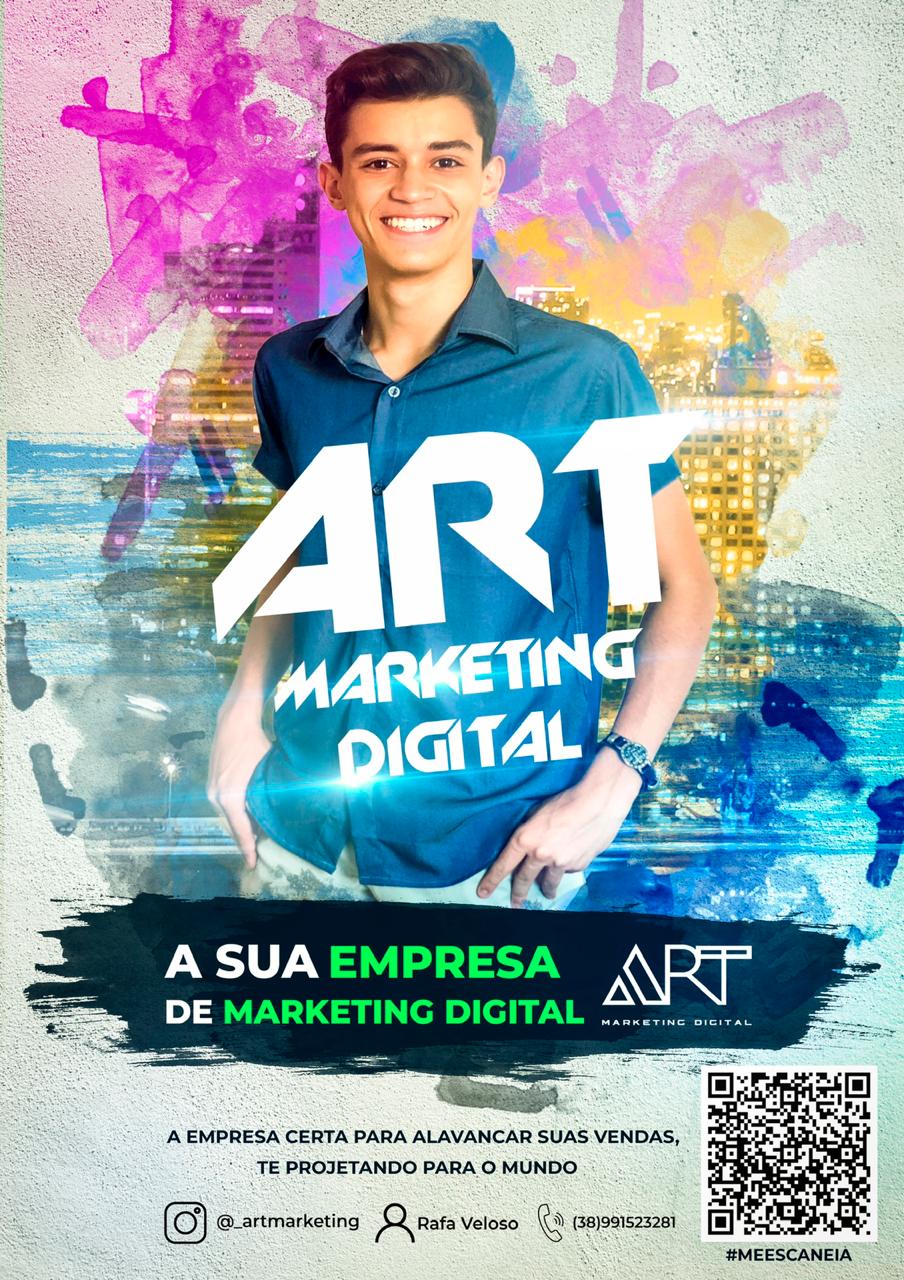 ART
MARKETING
DIGITAL
A SUA EMPRESA
DE MARKETING DIGITAL
ART
MARKETING DIGITAL
A EMPRESA CERTA PARA ALAVANCAR SUAS VENDAS,
TE PROJETANDO PARA O MUNDO
@_artmarketing
Rafa Veloso
(38)991523281
#MEESCANEIA